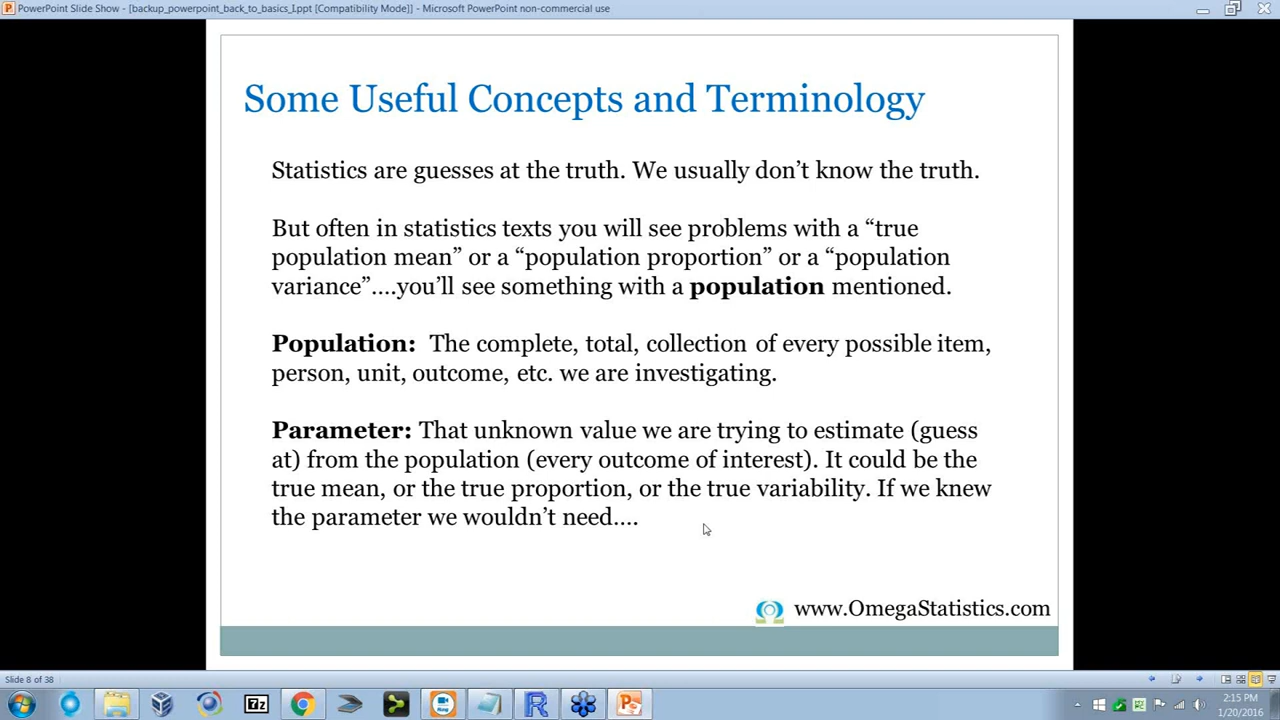 PowerPoint Slide Show - [backup_powerpoint_back_to_basics_I.ppt [Compatibility Mode]] - Microsoft PowerPoint non-commercial use
Some Useful Concepts and Terminology
Statistics are guesses at the truth. We usually don’t know the truth.
But often in statistics texts you will see problems with a “true
population mean” or a “population proportion” or a “population
variance”….you’ll see something with a population mentioned.
Population: The complete, total, collection of every possible item,
person, unit, outcome, etc. we are investigating.
Parameter: That unknown value we are trying to estimate (guess
at) from the population (every outcome of interest). It could be the
true mean, or the true proportion, or the true variability. If we knew
the parameter we wouldn’t need….
www.OmegaStatistics.com
Slide 8 of 38
7z
R
2:15 PM
1/20/2016